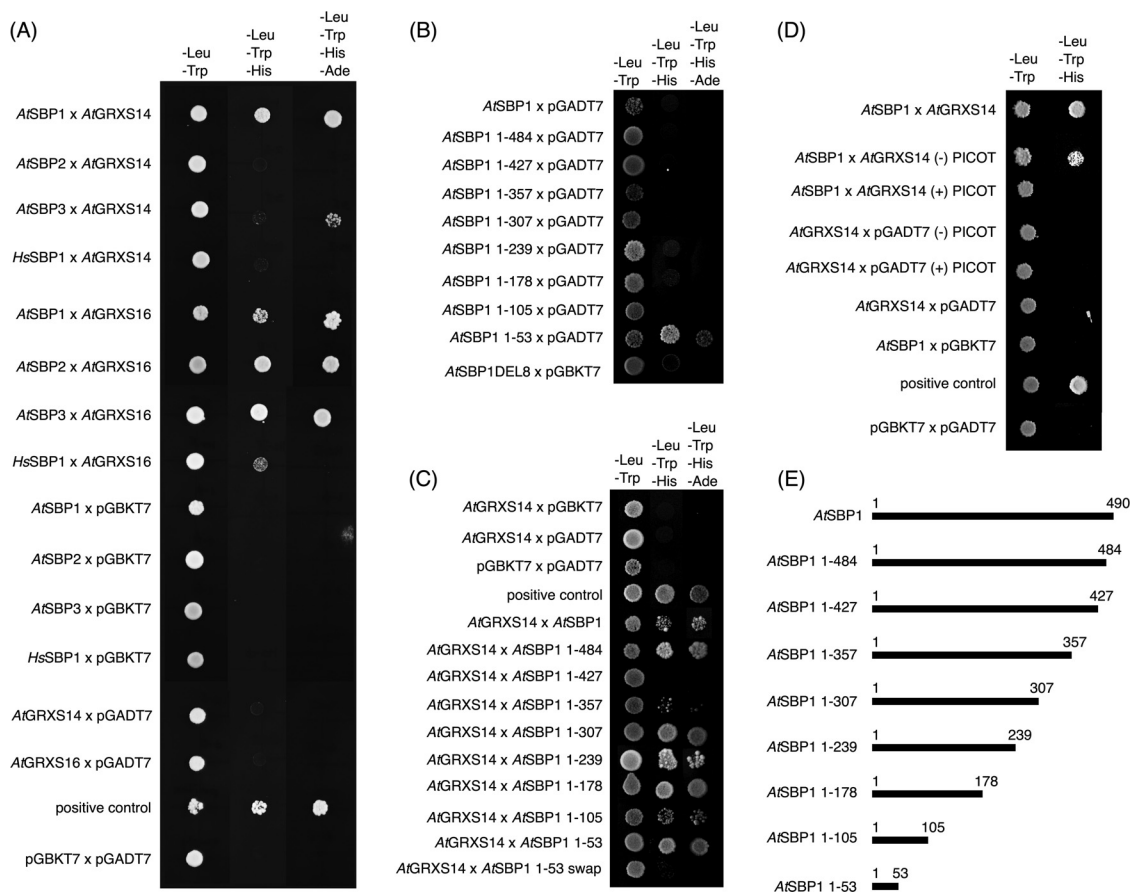 (A)
-Leu
-Trp
-Leu
-Trp
-His
-Leu
-Trp
-His
-Ade
AtSBP1 x AtGRXS14
AtSBP2 x AtGRXS14
AtSBP3 x AtGRXS14
HsSBP1 x AtGRXS14
AtSBP1 x AtGRXS16
AtSBP2 x AtGRXS16
AtSBP3 x AtGRXS16
HsSBP1 x AtGRXS16
AtSBP1 x pGBKT7
AtSBP2 x pGBKT7
AtSBP3 x pGBKT7
HsSBP1 x pGBKT7
AtGRXS14 x pGADT7
AtGRXS16 x pGADT7
positive control
pGBKT7 x pGADT7
(B)
-Leu
-Trp
-Leu
-Trp
-His
-Leu
-Trp
-His
-Ade
AtSBP1 x pGADT7
AtSBP1 1-484 x pGADT7
AtSBP1 1-427 x pGADT7
AtSBP1 1-357 x pGADT7
AtSBP1 1-307 x pGADT7
AtSBP1 1-239 x pGADT7
AtSBP1 1-178 x pGADT7
AtSBP1 1-105 x pGADT7
AtSBP1 1-53 x pGADT7
AtSBP1DEL8 x pGBKT7
(C)
-Leu
-Trp
-Leu
-Trp
-His
-Leu
-Trp
-His
-Ade
AtGRXS14 x pGBKT7
AtGRXS14 x pGADT7
pGBKT7 x pGADT7
positive control
AtGRXS14 x AtSBP1
AtGRXS14 x AtSBP1 1-484
AtGRXS14 x AtSBP1 1-427
AtGRXS14 x AtSBP1 1-357
AtGRXS14 x AtSBP1 1-307
AtGRXS14 x AtSBP1 1-239
AtGRXS14 x AtSBP1 1-178
AtGRXS14 x AtSBP1 1-105
AtGRXS14 x AtSBP1 1-53
AtGRXS14 x AtSBP1 1-53 swap
(D)
-Leu
-Trp
-Leu
-Trp
-His
AtSBP1 x AtGRXS14
AtSBP1 x AtGRXS14 (-) PICOT
AtSBP1 x AtGRXS14 (+) PICOT
AtGRXS14 x pGADT7 (-) PICOT
AtGRXS14 x pGADT7 (+) PICOT
AtGRXS14 x pGADT7
AtSBP1 x pGBKT7
positive control
pGBKT7 x pGADT7
(E)
1 490
AtSBP1
1 484
AtSBP1 1-484
1 427
AtSBP1 1-427
1 357
AtSBP1 1-357
1 307
AtSBP1 1-307
1 239
AtSBP1 1-239
1 178
AtSBP1 1-178
1 105
AtSBP1 1-105
1 53
AtSBP1 1-53